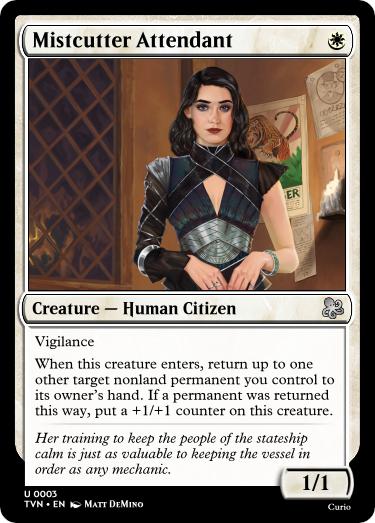 Mistcutter Attendant
ER
Creature — Human Citizen
Vigilance
When this creature enters, return up to one
other target nonland permanent you control to
its owner's hand. If a permanent was returned
this way, put a +1/+1 counter on this creature.
Her training to keep the people of the stateship
calm is just as valuable to keeping the vessel in
order as any mechanic.
1/1
U 0003
TVN • EN Matt DeMino
Curio